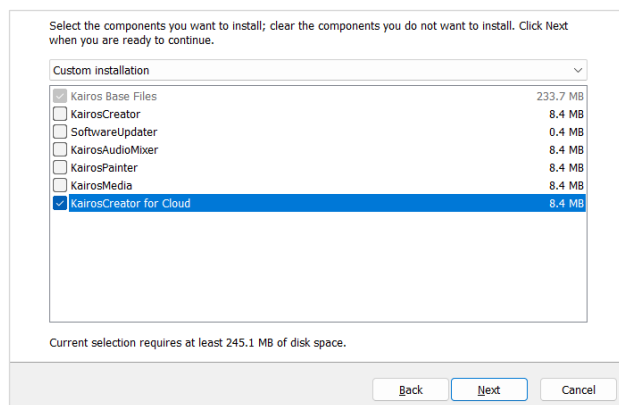 Select the components you want to install; clear the components you do not want to install. Click Next
when you are ready to continue.
Custom installation
Kairos Base Files 233.7 MB
KairosCreator 8.4 MB
SoftwareUpdater 0.4 MB
KairosAudioMixer 8.4 MB
KairosPainter 8.4 MB
KairosMedia 8.4 MB
KairosCreator for Cloud 8.4 MB
Current selection requires at least 245.1 MB of disk space.
Back Next Cancel